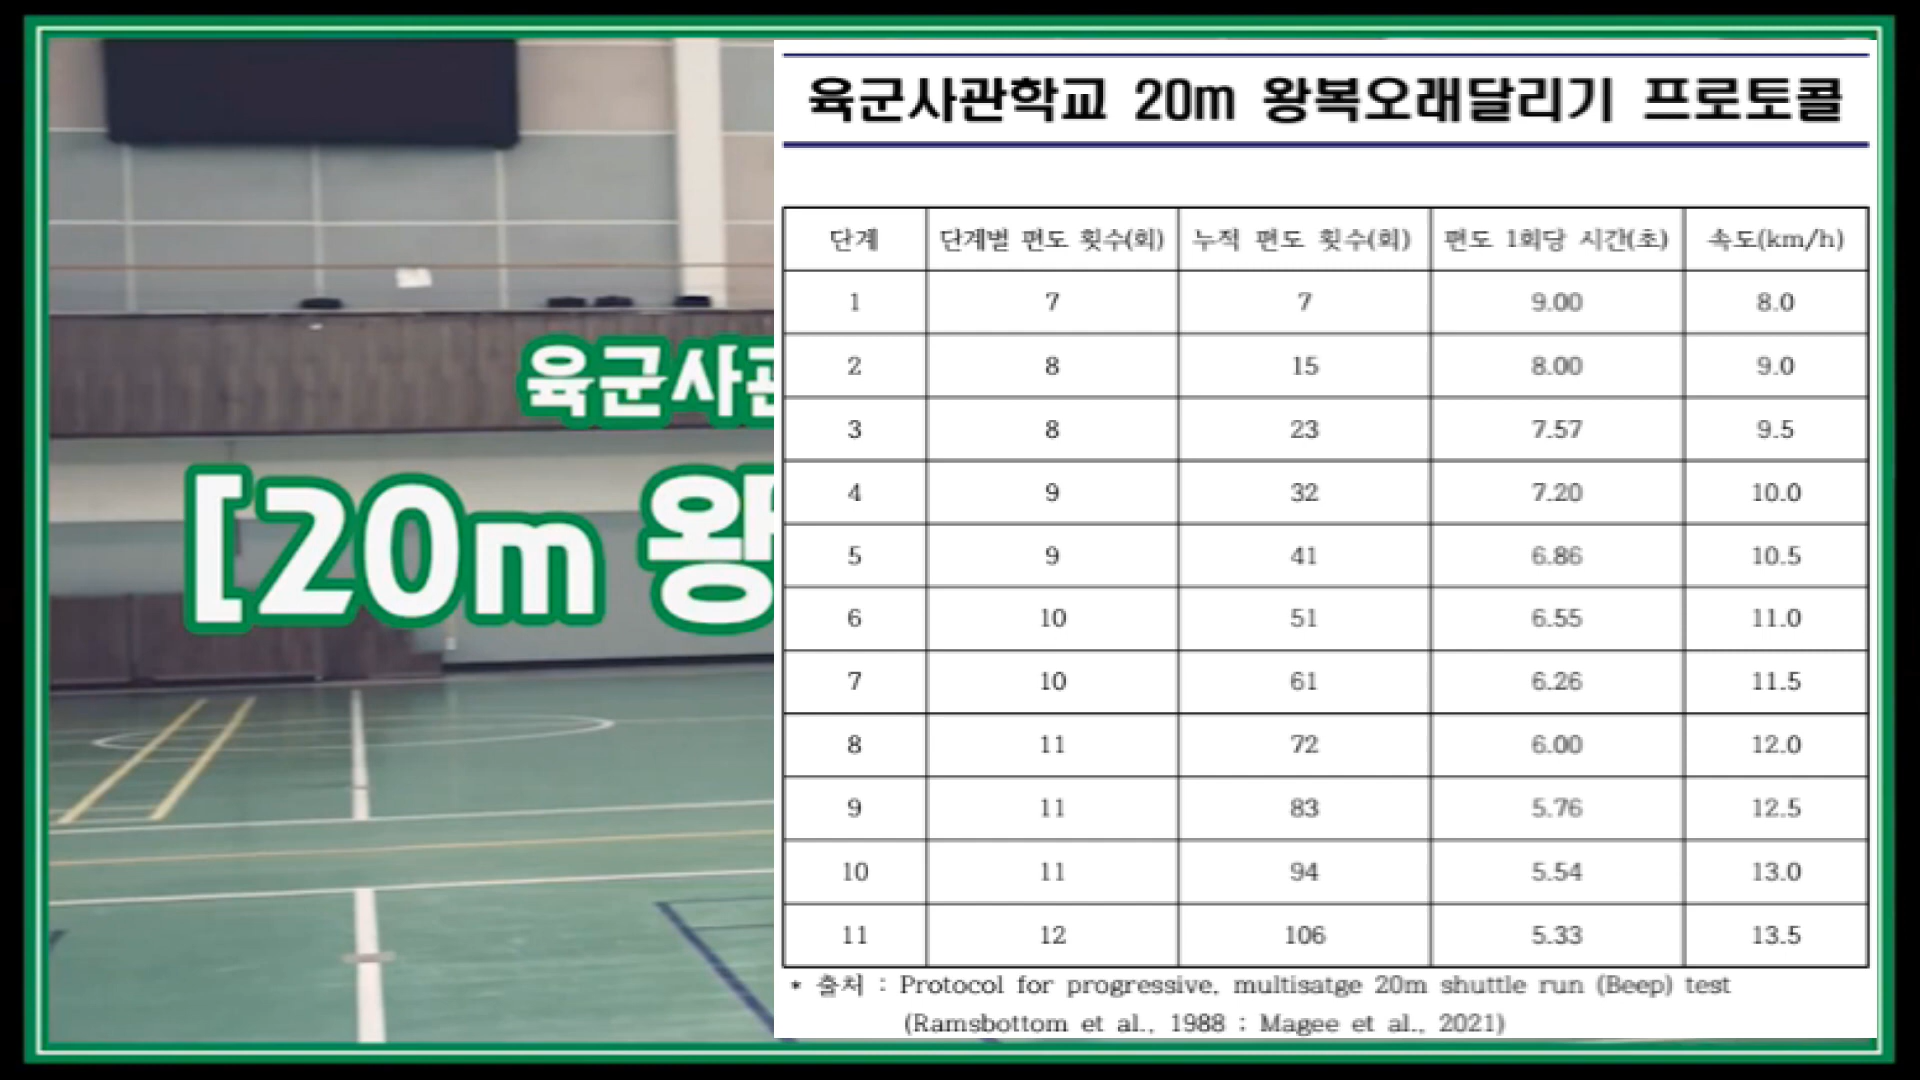 육군사관학교 20m 왕복오래달리기 프로토콜
단계 단계별 편도 횟수(회) 누적 편도 횟수(회) 편도 1회당 시간(초) 속도(km/h)
1 7 7 9.00 8.0
2 8 15 8.00 9.0
3 8 23 7.57 9.5
4 9 32 7.20 10.0
5 9 41 6.86 10.5
6 10 51 6.55 11.0
7 10 61 6.26 11.5
8 11 72 6.00 12.0
9 11 83 5.76 12.5
10 11 94 5.54 13.0
11 12 106 5.33 13.5
* 출처 : Protocol for progressive, multisatge 20m shuttle run (Beep) test
(Ramsbottom et al., 1988 ; Magee et al., 2021)
육군사관
[20m 왕